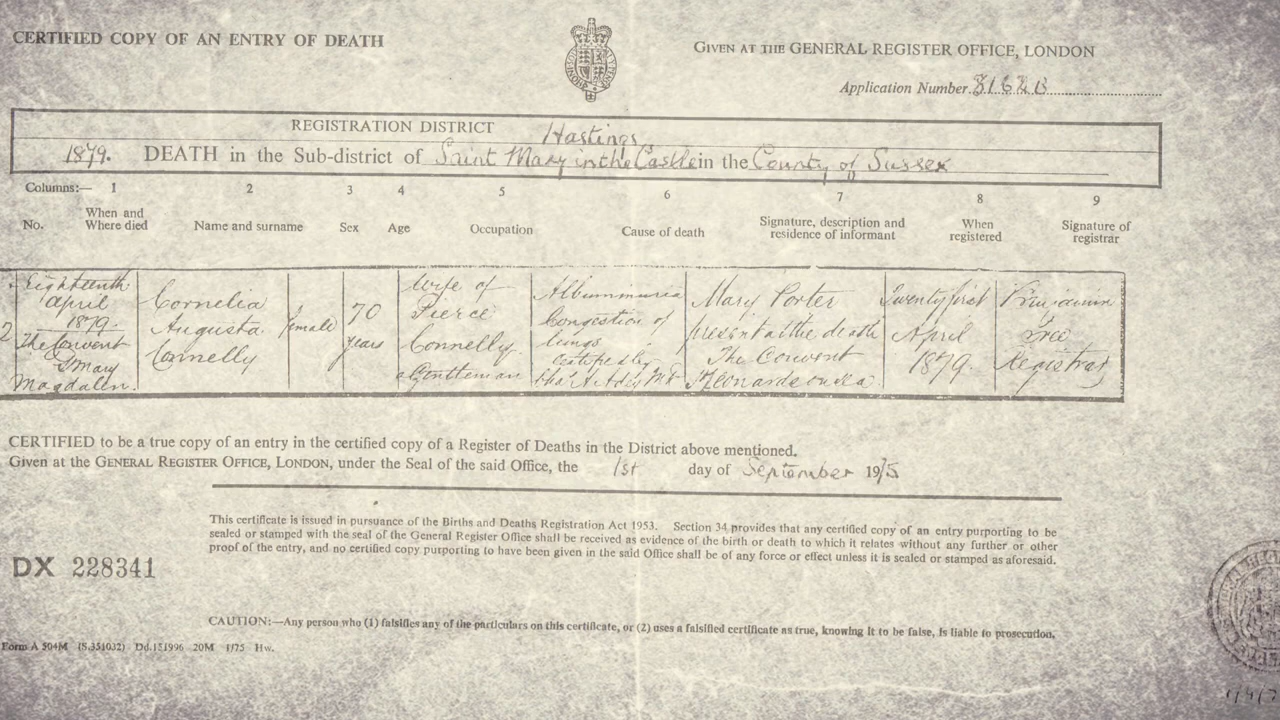 CERTIFIED COPY OF AN ENTRY OF DEATH
GIVEN AT THE GENERAL REGISTER OFFICE, LONDON
Application Number
REGISTRATION DISTRICT Hastings
1879. DEATH in the Sub-district of Saint Mary in the Castle in the County of Sussex
Columns:— 1 2 3 4 5 6 7 8 9
No. When and Where died Name and surname Sex Age Occupation Cause of death Signature, description and residence of informant When registered Signature of registrar
Eighteenth April 1879. The Convent St Mary Magdalen. Cornelia Augusta Connelly female 70 years Wife of Pierce Connelly a Gentleman Albuminuria Congestion of lungs Mary Porter present at the death The Convent St Leonards on Sea Twenty first April 1879. Registrar
CERTIFIED to be a true copy of an entry in the certified copy of a Register of Deaths in the District above mentioned.
Given at the GENERAL REGISTER OFFICE, LONDON, under the Seal of the said Office, the 1st day of September 1975
This certificate is issued in pursuance of the Births and Deaths Registration Act 1953. Section 34 provides that any certified copy of an entry purporting to be
sealed or stamped with the seal of the General Register Office shall be received as evidence of the birth or death to which it relates without any further or other
proof of the entry, and no certified copy purporting to have been given in the said Office shall be of any force or effect unless it is sealed or stamped as aforesaid.
DX 228341
CAUTION:—Any person who (1) falsifies any of the particulars on this certificate, or (2) uses a falsified certificate as true, knowing it to be false, is liable to prosecution.
Form A 504M (S.351032) Dd.151996 20M 1/75 Hw.